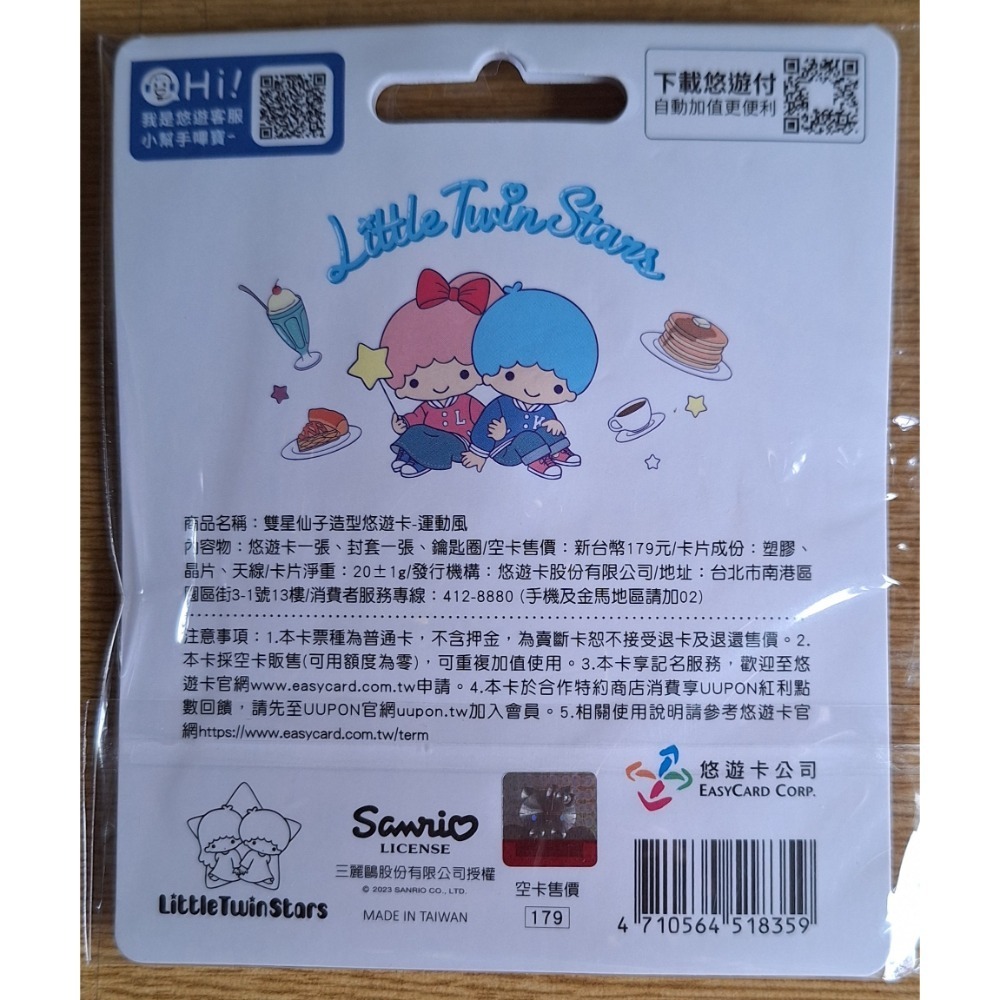 Hi!
我是悠遊客服
小幫手嗶寶~
下載悠遊付
自動加值更便利
Little Twin Stars
L
商品名稱：雙星仙子造型悠遊卡-運動風
內容物：悠遊卡一張、封套一張、鑰匙圈/空卡售價：新台幣179元/卡片成份：塑膠、
晶片、天線/卡片淨重：20±1g/發行機構：悠遊卡股份有限公司/地址：台北市南港區
園區街3-1號13樓/消費者服務專線：412-8880 (手機及金馬地區請加02)
注意事項：1.本卡票種為普通卡，不含押金，為賣斷卡恕不接受退卡及退還售價。2.
本卡採空卡販售(可用額度為零)，可重複加值使用。3.本卡享記名服務，歡迎至悠
遊卡官網www.easycard.com.tw申請。4.本卡於合作特約商店消費享UUPON紅利點
數回饋，請先至UUPON官網uupon.tw加入會員。5.相關使用說明請參考悠遊卡官
網https://www.easycard.com.tw/term
悠遊卡公司
EASYCARD CORP.
Sanrio
LICENSE
三麗鷗股份有限公司授權
© 2023 SANRIO CO., LTD.
MADE IN TAIWAN
LittleTwinStars
空卡售價
179
4 710564 518359